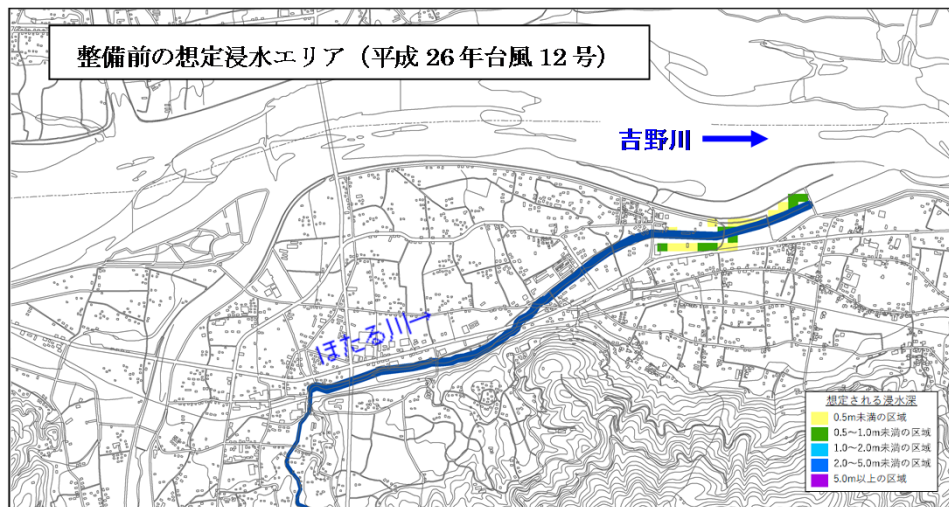 整備前の想定浸水エリア（平成 26 年台風 12 号）
吉野川
ほたる川→
想定される浸水深
0.5m未満の区域
0.5～1.0m未満の区域
1.0～2.0m未満の区域
2.0～5.0m未満の区域
5.0m以上の区域